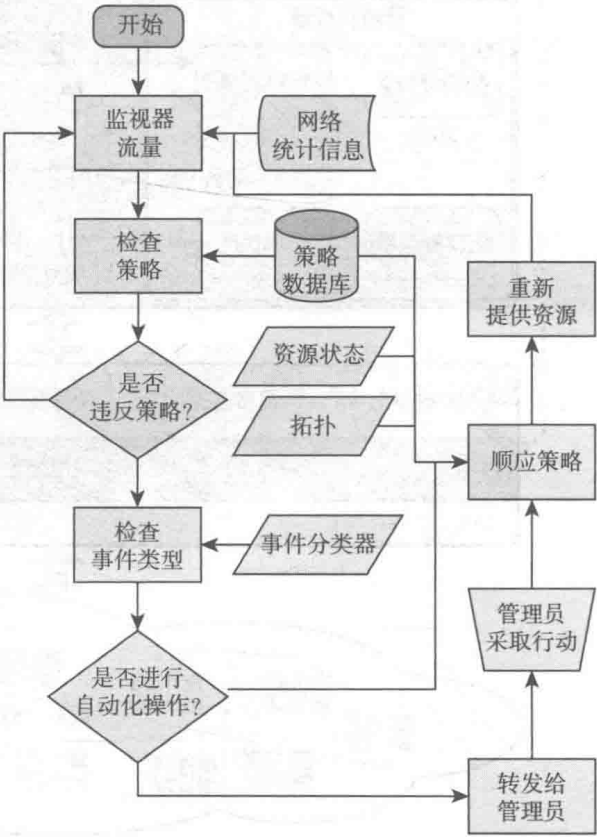 开始
监视器
流量
网络
统计信息
检查
策略
策略
数据库
重新
提供资源
资源状态
是否
违反策略?
拓扑
顺应策略
检查
事件类型
事件分类器
管理员
采取行动
是否进行
自动化操作?
转发给
管理员